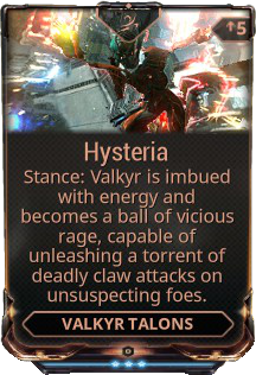 5
Hysteria
Stance: Valkyr is imbued
with energy and
becomes a ball of vicious
rage, capable of
unleashing a torrent of
deadly claw attacks on
unsuspecting foes.
VALKYR TALONS